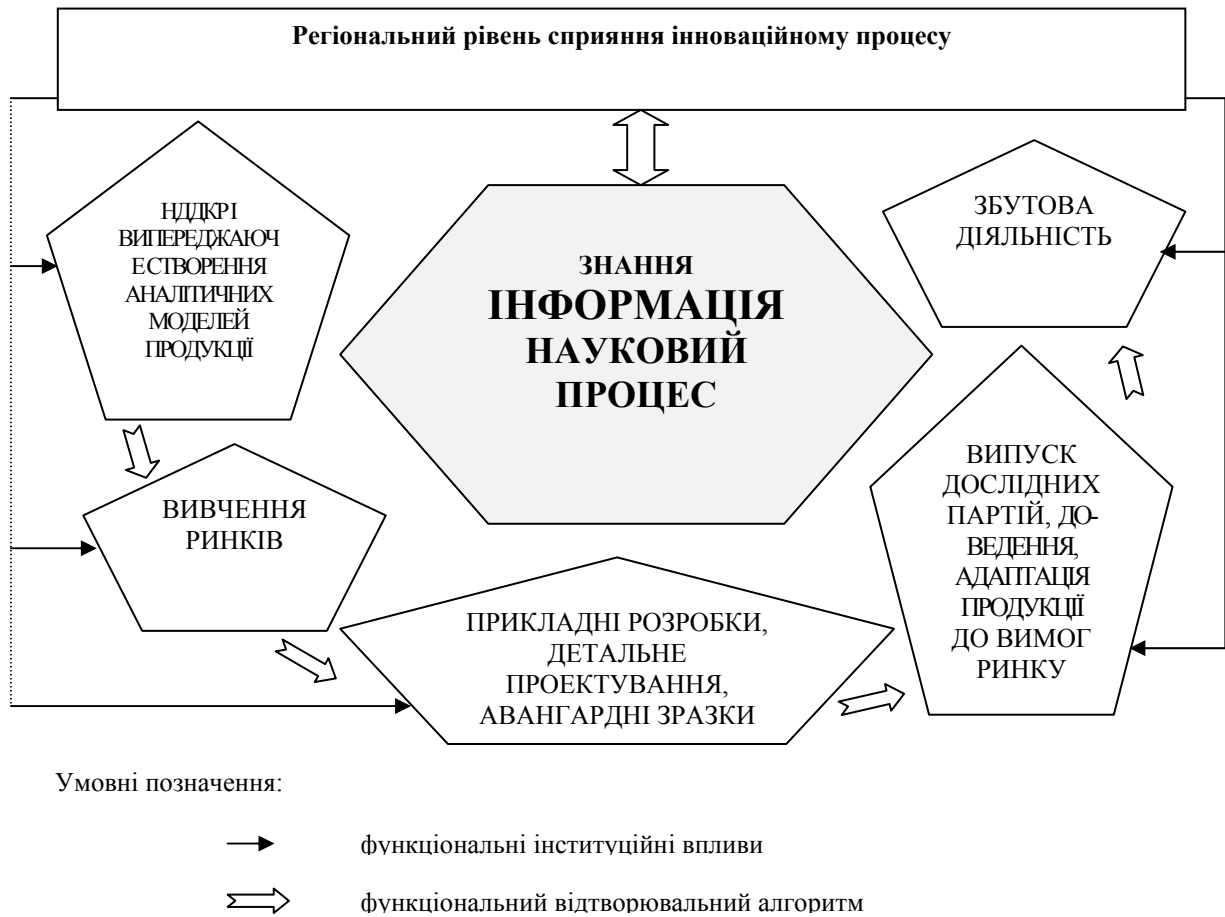 Регіональний рівень сприяння інноваційному процесу
НДДКР І
ВИПЕРЕДЖАЮЧ
Е СТВОРЕННЯ
АНАЛІТИЧНИХ
МОДЕЛЕЙ
ПРОДУКЦІЇ
ЗНАННЯ
ІНФОРМАЦІЯ
НАУКОВИЙ
ПРОЦЕС
ЗБУТОВА
ДІЯЛЬНІСТЬ
ВИВЧЕННЯ
РИНКІВ
ПРИКЛАДНІ РОЗРОБКИ,
ДЕТАЛЬНЕ
ПРОЕКТУВАННЯ,
АВАНГАРДНІ ЗРАЗКИ
ВИПУСК
ДОСЛІДНИХ
ПАРТІЙ, ДО-
ВЕДЕННЯ,
АДАПТАЦІЯ
ПРОДУКЦІЇ
ДО ВИМОГ
РИНКУ
Умовні позначення:
функціональні інституційні впливи
функціональний відтворювальний алгоритм